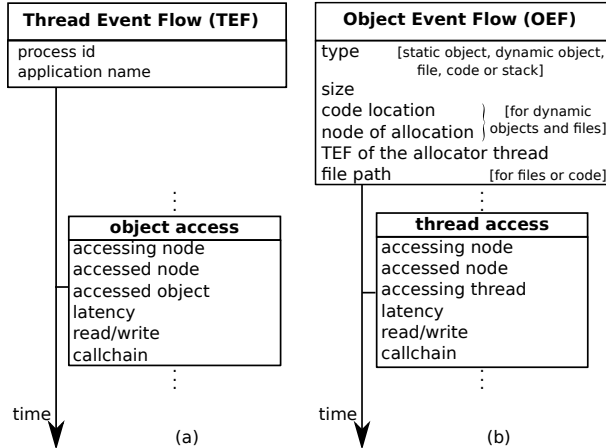 Thread Event Flow (TEF)
process id
application name
object access
accessing node
accessed node
accessed object
latency
read/write
callchain
time
(a)
Object Event Flow (OEF)
type [static object, dynamic object,
file, code or stack]
size
code location [for dynamic
node of allocation objects and files]
TEF of the allocator thread
file path [for files or code]
thread access
accessing node
accessed node
accessing thread
latency
read/write
callchain
time
(b)